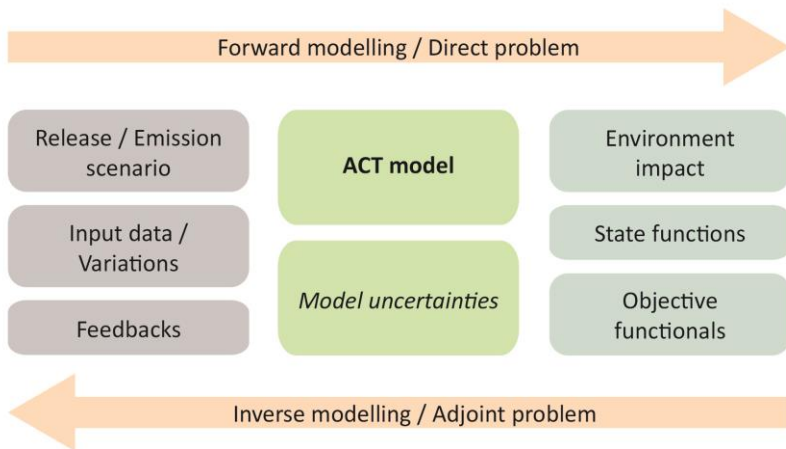 Forward modelling / Direct problem
Release / Emission
scenario
Input data /
Variations
Feedbacks
ACT model
Model uncertainties
Environment
impact
State functions
Objective
functionals
Inverse modelling / Adjoint problem